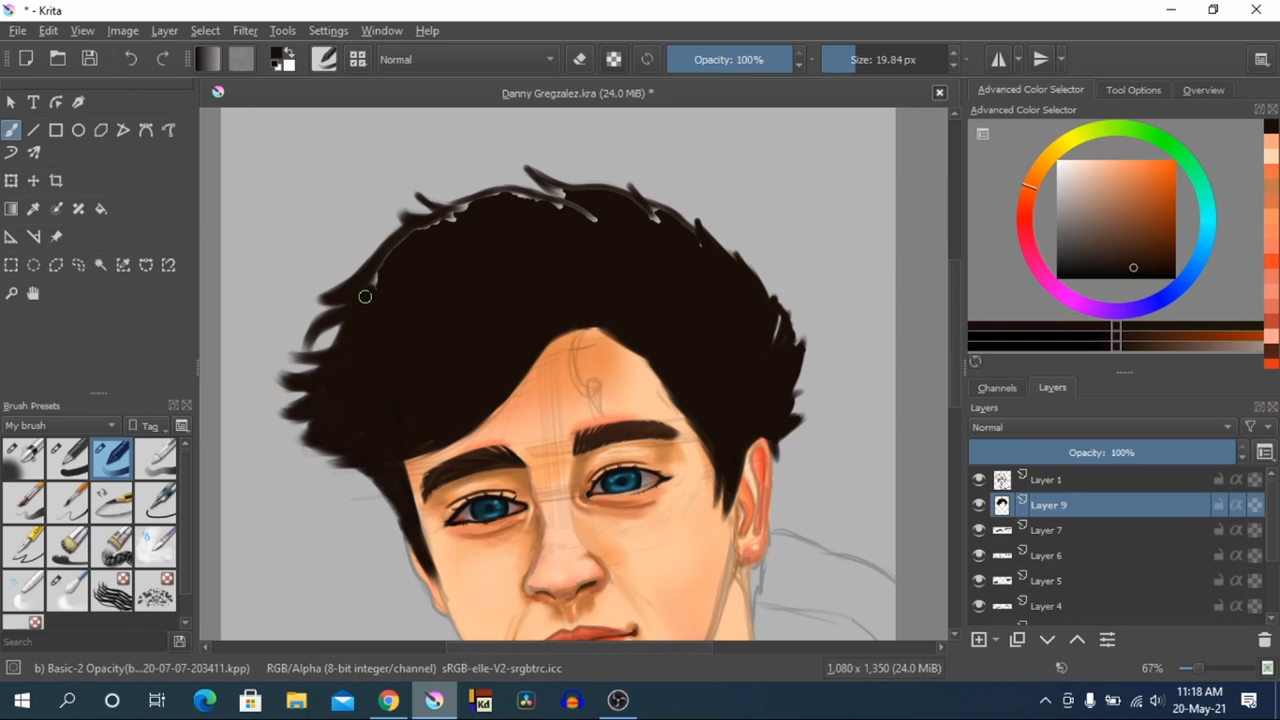 * - Krita
File Edit View Image Layer Select Filter Tools Settings Window Help
Normal Opacity: 100% Size: 19.84 px
Danny Gregzalez.kra (24.0 MiB) *
Advanced Color Selector Tool Options Overview
Advanced Color Selector
Channels Layers
Layers
Normal
Opacity: 100%
Layer 1
Layer 9
Layer 7
Layer 6
Layer 5
Layer 4
Brush Presets
My brush Tag
Search
b) Basic-2 Opacity(b...20-07-07-203411.kpp) RGB/Alpha (8-bit integer/channel) sRGB-elle-V2-srgbtrc.icc 1,080 x 1,350 (24.0 MiB) 67%
Kd
11:18 AM
20-May-21